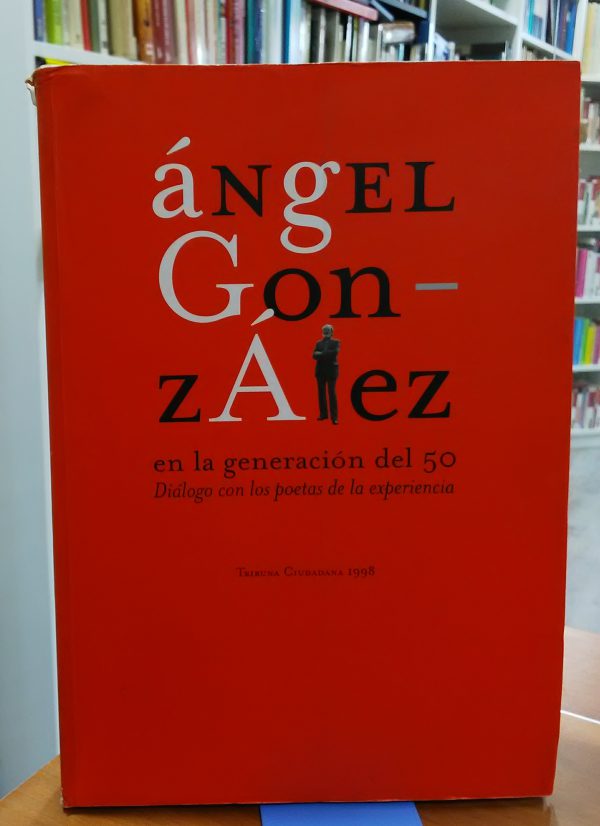 áNgEL
Gon-
zÁlez
en la generación del 50
Diálogo con los poetas de la experiencia
Tribuna Ciudadana 1998